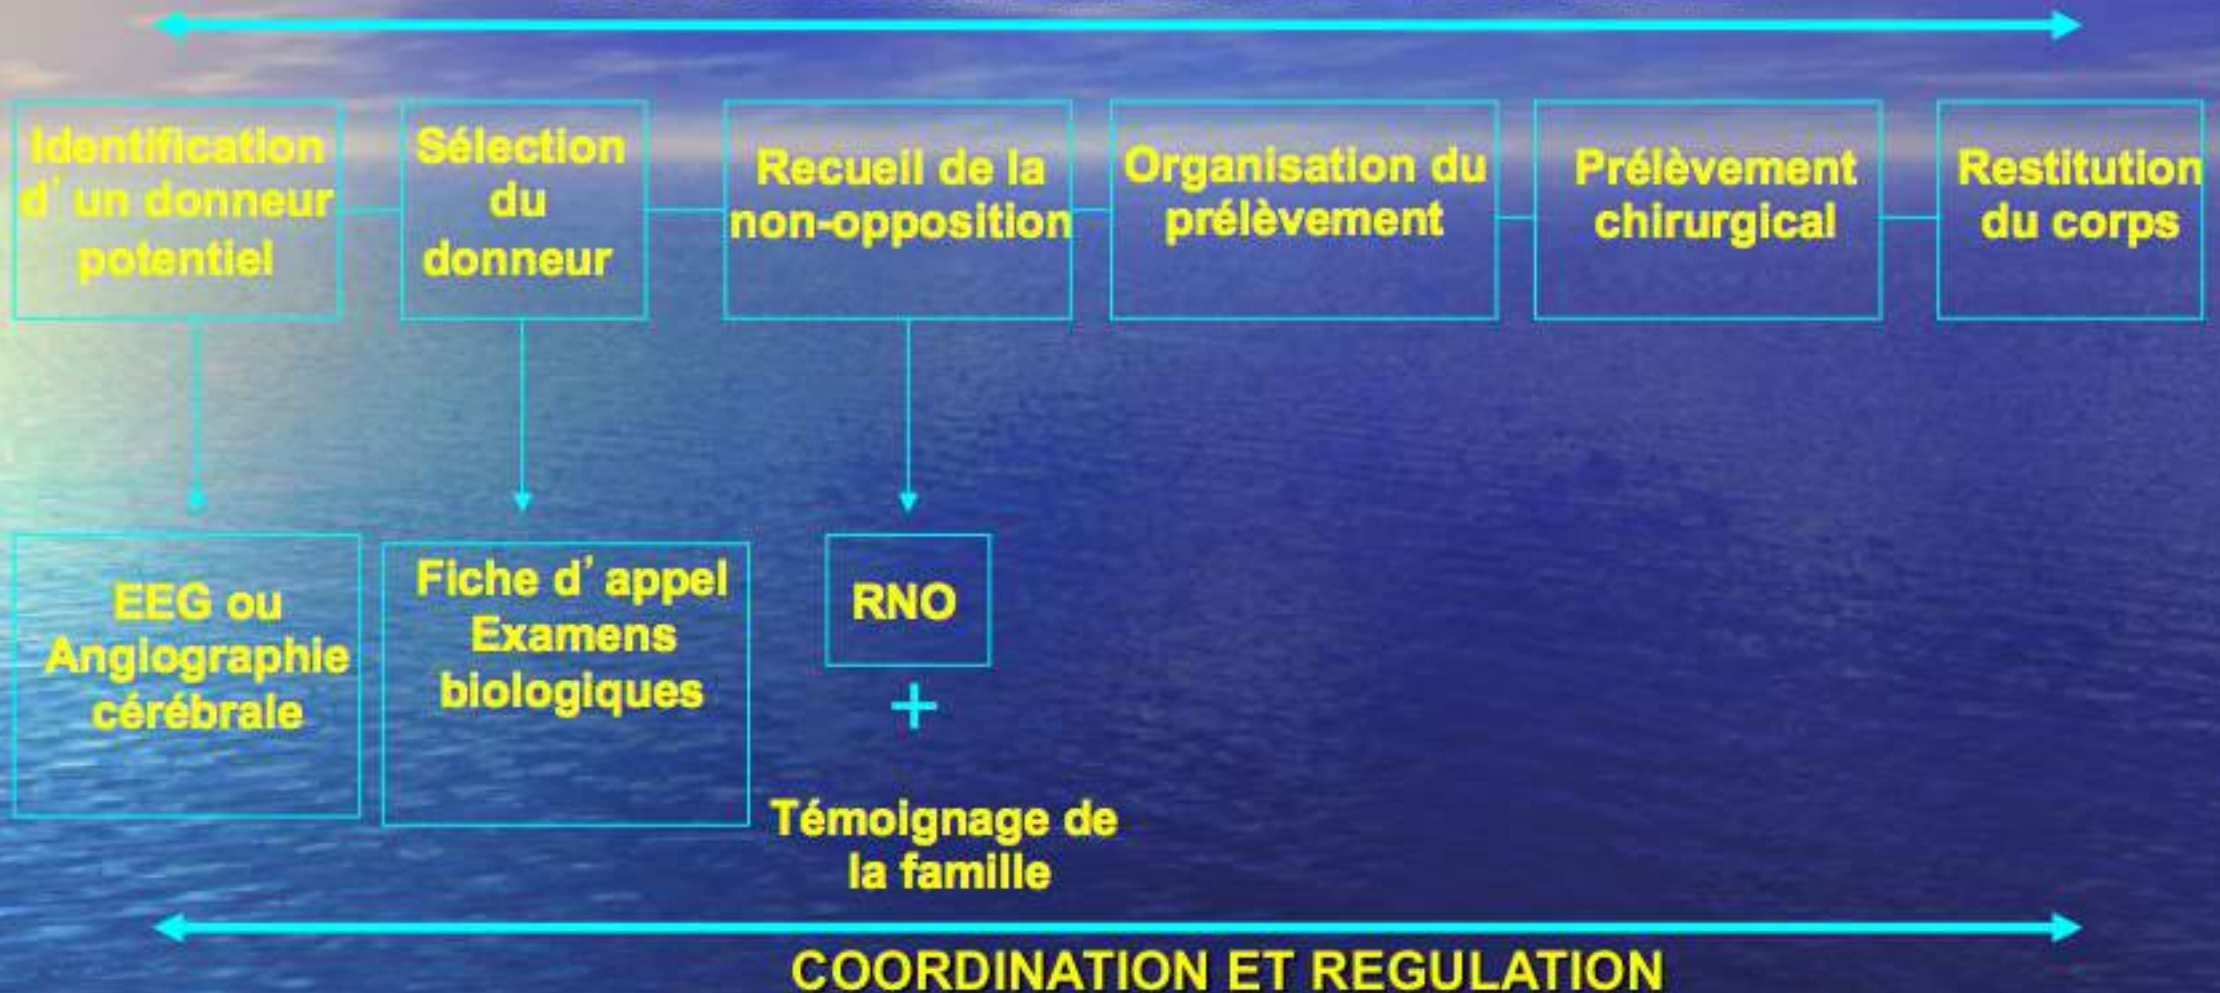 Identification
d' un donneur
potentiel
Sélection
du
donneur
Recueil de la
non-opposition
Organisation du
prélèvement
Prélèvement
chirurgical
Restitution
du corps
EEG ou
Angiographie
cérébrale
Fiche d' appel
Examens
biologiques
RNO
+
Témoignage de
la famille
COORDINATION ET REGULATION